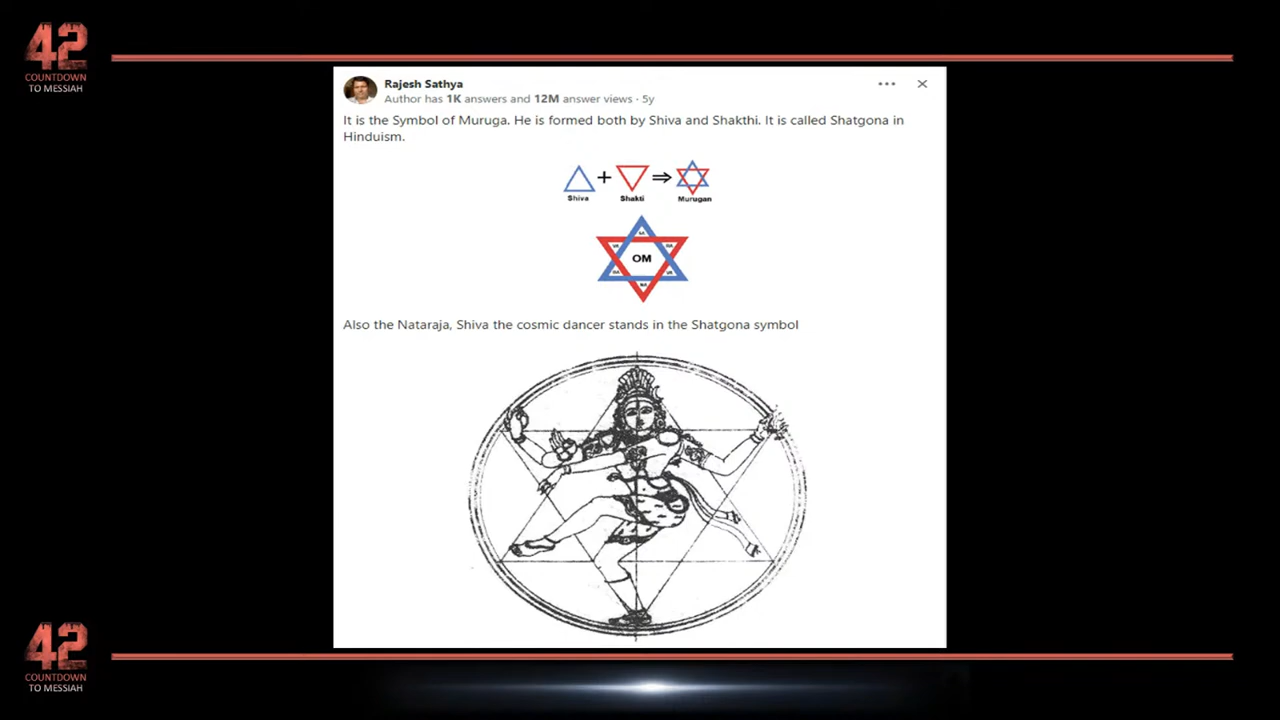 42
COUNTDOWN
TO MESSIAH
Rajesh Sathya
Author has 1K answers and 12M answer views · 5y
It is the Symbol of Muruga. He is formed both by Shiva and Shakthi. It is called Shatgona in
Hinduism.
+ ⇒
Shiva Shakti Murugan
OM
Also the Nataraja, Shiva the cosmic dancer stands in the Shatgona symbol
42
COUNTDOWN
TO MESSIAH